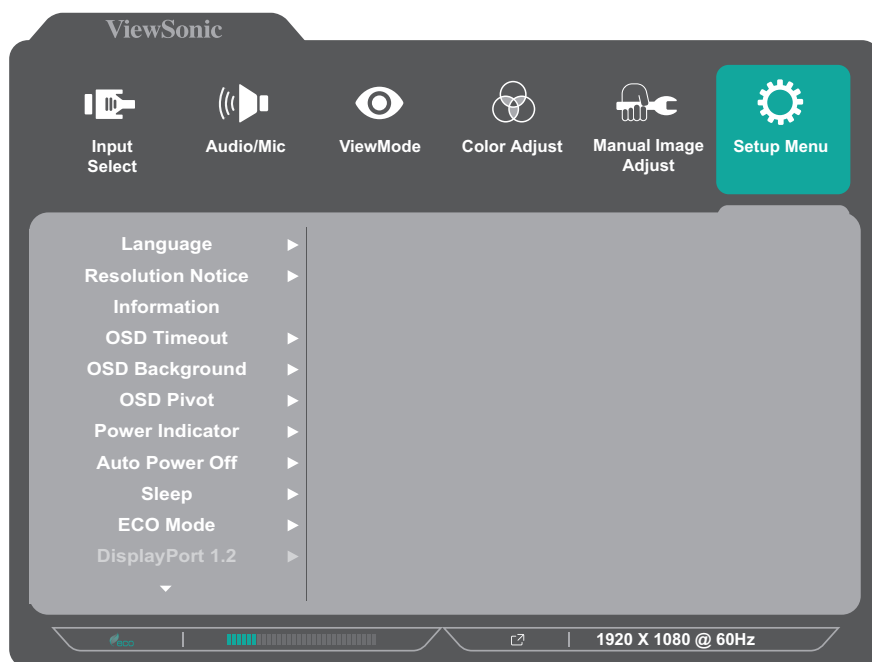 ViewSonic
Input
Select
Audio/Mic
ViewMode
Color Adjust
Manual Image
Adjust
Setup Menu
Language
Resolution Notice
Information
OSD Timeout
OSD Background
OSD Pivot
Power Indicator
Auto Power Off
Sleep
ECO Mode
DisplayPort 1.2
eco
1920 X 1080 @ 60Hz